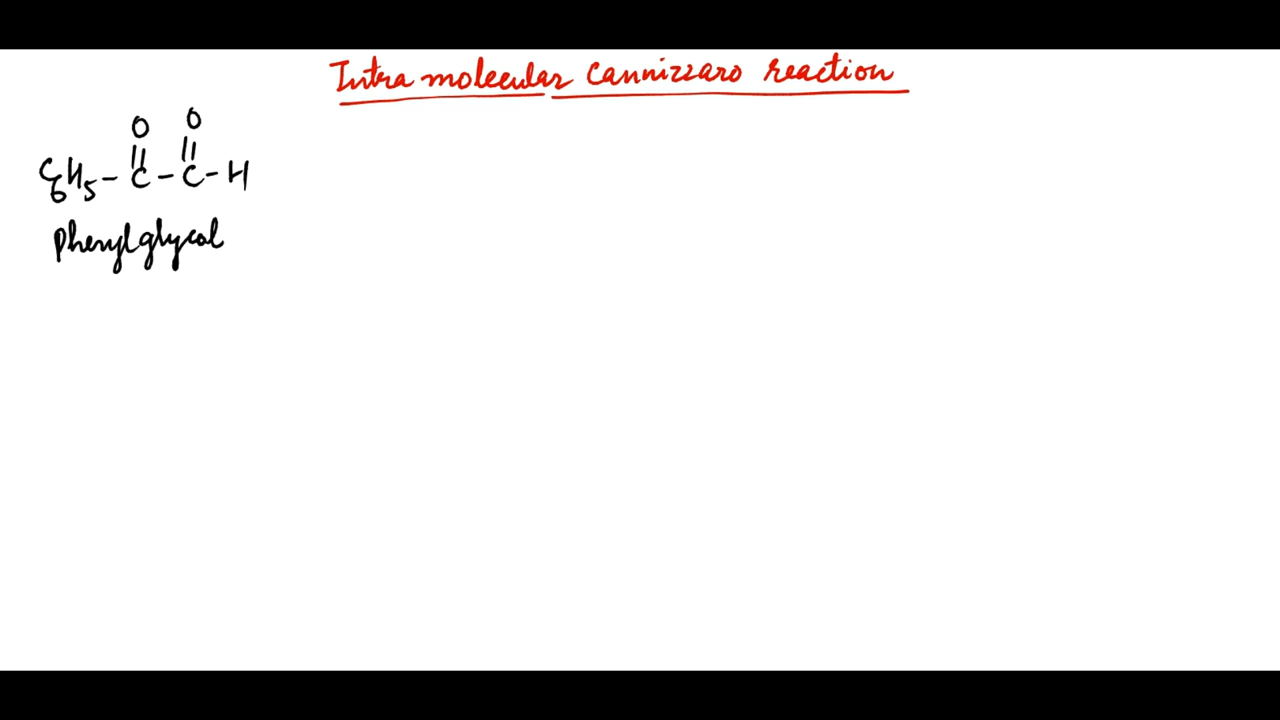 Intra molecular Cannizzaro reaction
O O
|| ||
C6H5 - C - C - H
Phenylglycol